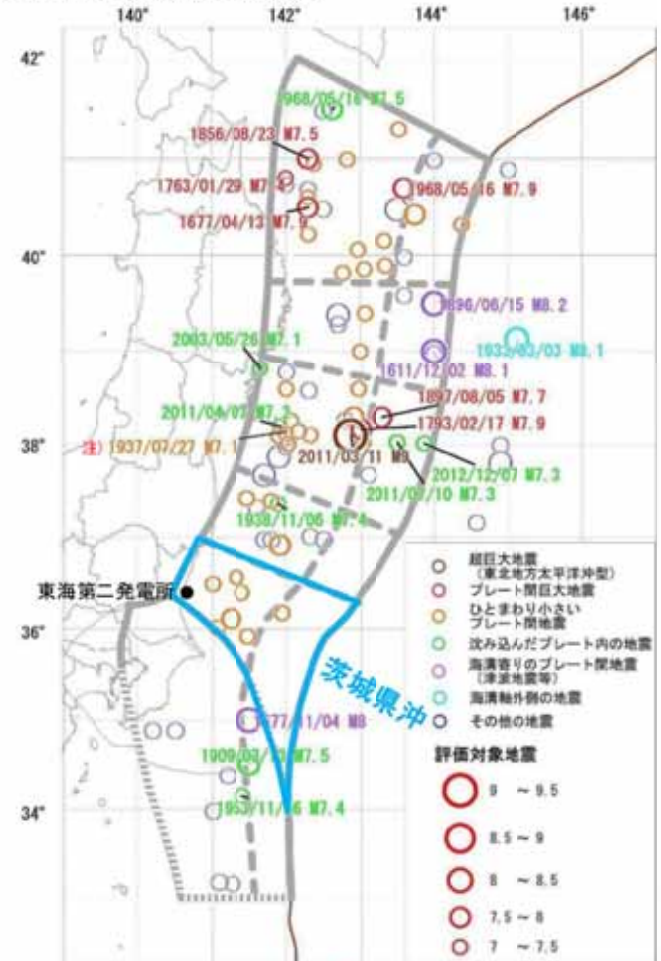 140° 142° 144° 146°
42°
1968/05/16 M7.5
1856/08/23 M7.5
1763/01/29 M7.4
1968/05/16 M7.9
1677/04/13 M7.9
40°
1896/06/15 M8.2
2003/05/26 M7.1
1933/03/03 M8.1
1611/12/02 M8.1
1897/08/05 M7.7
2011/04/07 M7.2
1793/02/17 M7.9
注) 1937/07/27 M7.1
38°
2011/03/11 M9
2012/12/07 M7.3
2011/07/10 M7.3
1938/11/06 M7.4
東海第二発電所
36°
茨城県沖
1677/11/04 M8
1909/03/13 M7.5
1953/11/26 M7.4
34°
超巨大地震
(東北地方太平洋沖型)
プレート間巨大地震
ひとまわり小さい
プレート間地震
沈み込んだプレート内の地震
海溝寄りのプレート間地震
(津波地震等)
海溝軸外側の地震
その他の地震
評価対象地震
9 ～ 9.5
8.5 ～ 9
8 ～ 8.5
7.5 ～ 8
7 ～ 7.5